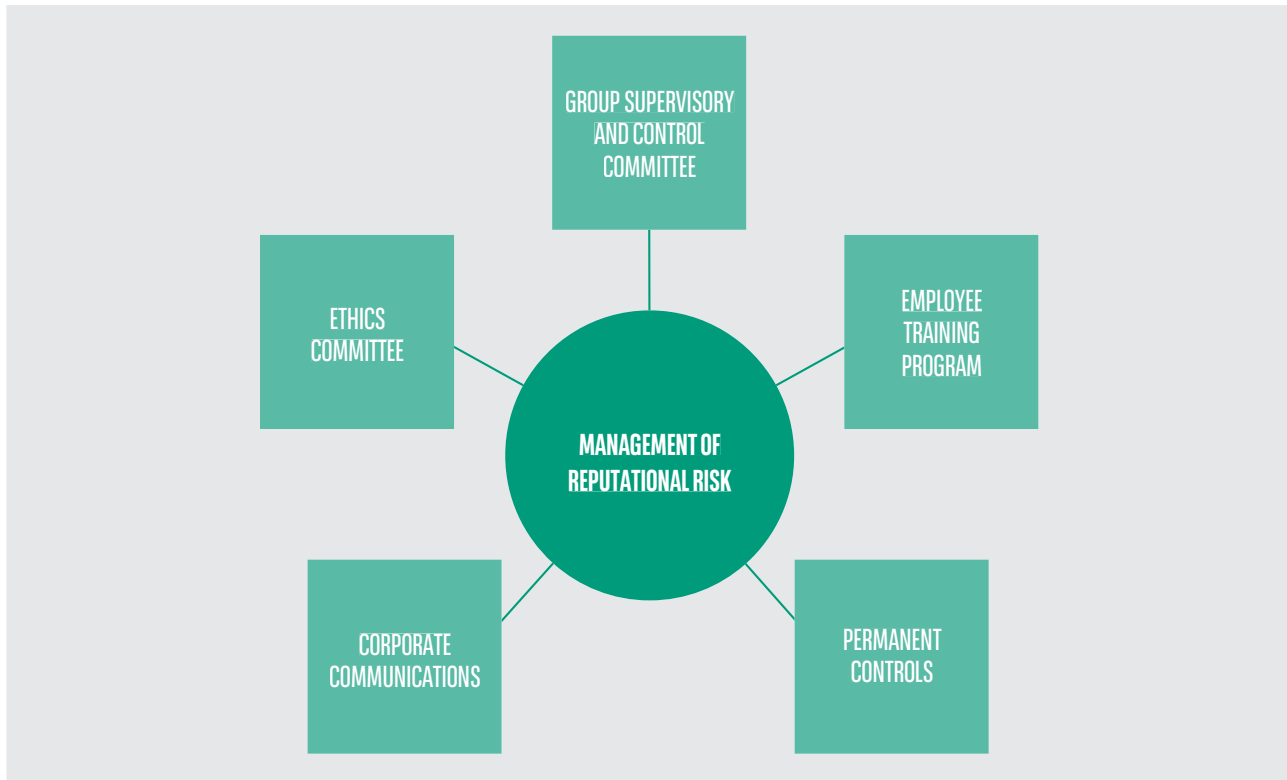 GROUP SUPERVISORY
AND CONTROL
COMMITTEE
ETHICS
COMMITTEE
EMPLOYEE
TRAINING
PROGRAM
MANAGEMENT OF
REPUTATIONAL RISK
CORPORATE
COMMUNICATIONS
PERMANENT
CONTROLS